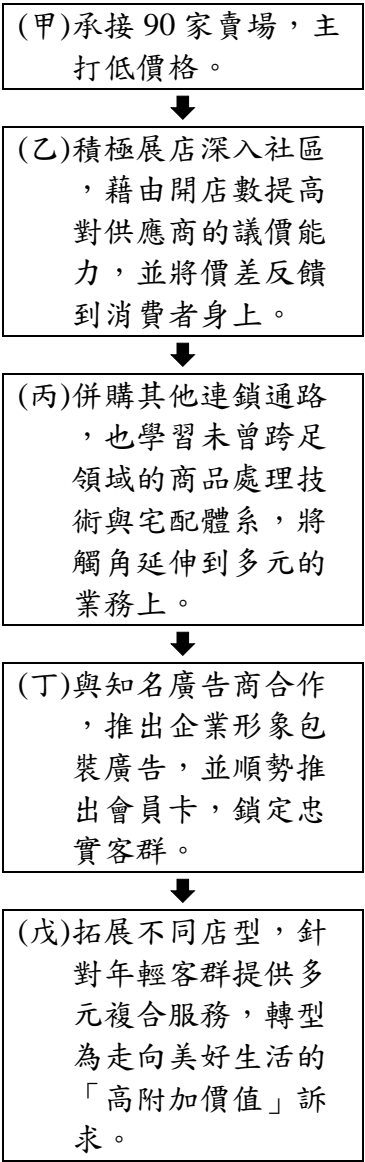 (甲)承接 90 家賣場，主
打低價格。
(乙)積極展店深入社區
，藉由開店數提高
對供應商的議價能
力，並將價差反饋
到消費者身上。
(丙)併購其他連鎖通路
，也學習未曾跨足
領域的商品處理技
術與宅配體系，將
觸角延伸到多元的
業務上。
(丁)與知名廣告商合作
，推出企業形象包
裝廣告，並順勢推
出會員卡，鎖定忠
實客群。
(戊)拓展不同店型，針
對年輕客群提供多
元複合服務，轉型
為走向美好生活的
「高附加價值」訴
求。